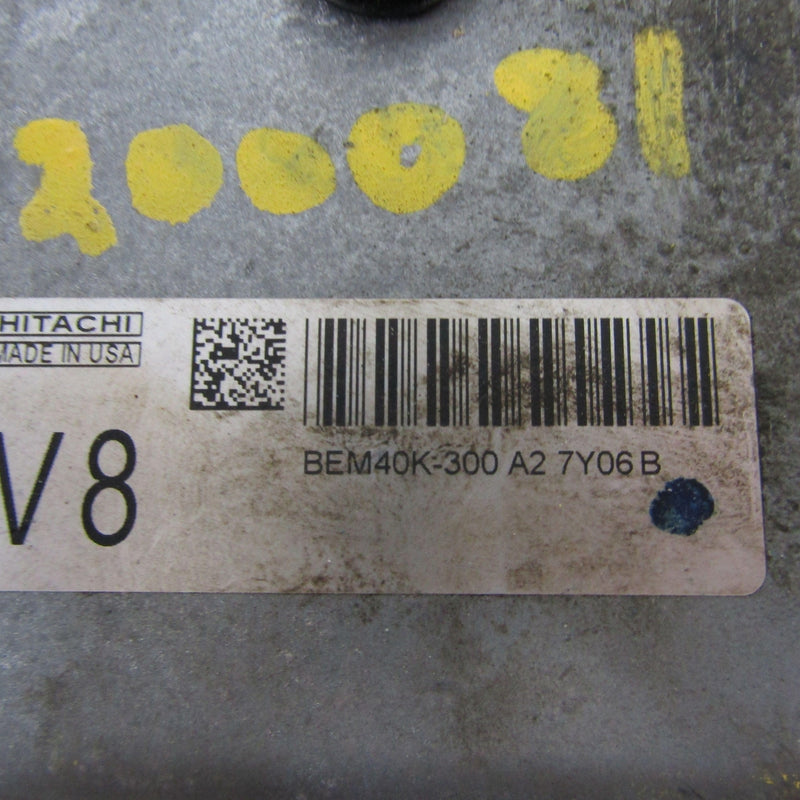 200081
HITACHI
MADE IN USA
V8
BEM40K-300 A2 7Y06 B